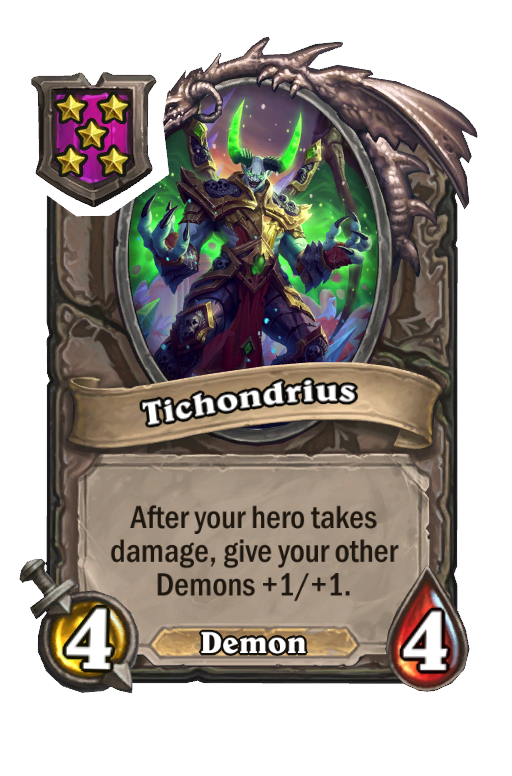 Tichondrius
After your hero takes
damage, give your other
Demons +1/+1.
4
Demon
4